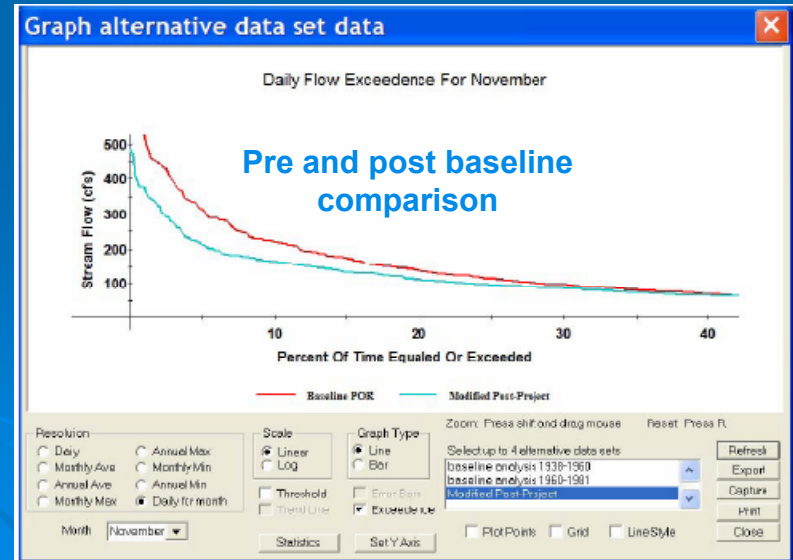 Graph alternative data set data
Daily Flow Exceedence For November
Pre and post baseline
comparison
500
400
300
200
100
Stream Flow (cfs)
10 20 30 40
Percent Of Time Equaled Or Exceeded
Baseline POR Modified Post-Project
Zoom: Press shift and drag mouse Reset: Press R
Resolution
Daily Annual Max
Monthly Ave Monthly Min
Annual Ave Annual Min
Monthly Max Daily for month
Month November
Scale
Linear
Log
Threshold
Trend Line
Statistics
Graph Type
Line
Bar
Error Bars
Exceedence
Set Y Axis
Select up to 4 alternative data sets
baseline analysis 1938-1960
baseline analysis 1960-1981
Modified Post-Project
Plot Points Grid Line Style
Refresh
Export
Capture
Print
Close